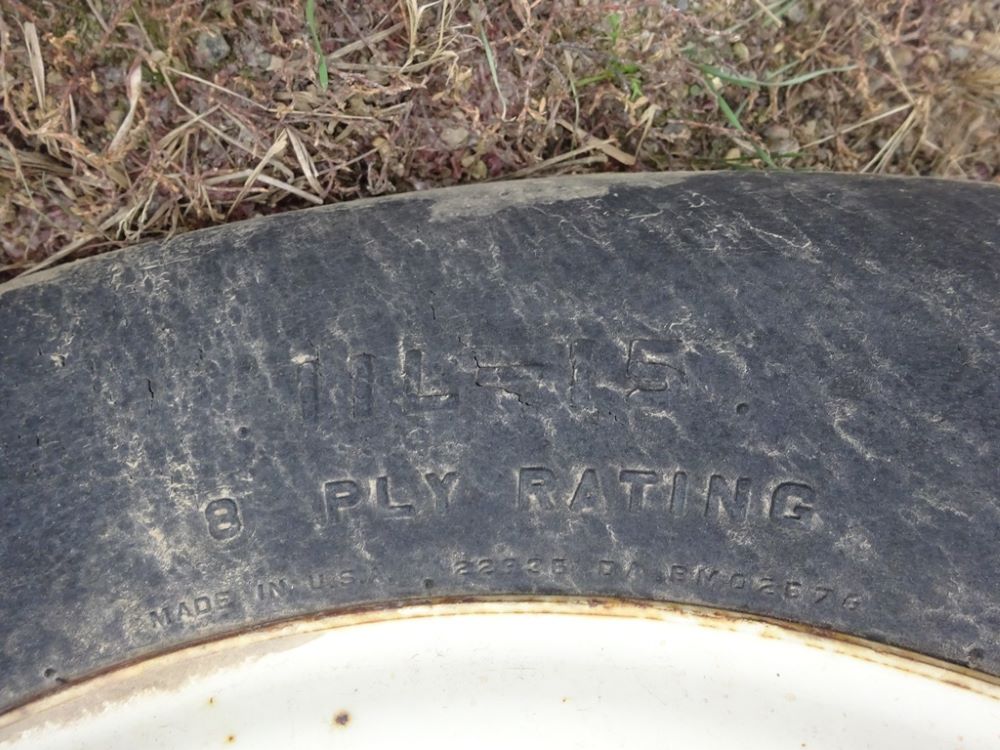 11L-15
8 PLY RATING
MADE IN U.S.A.